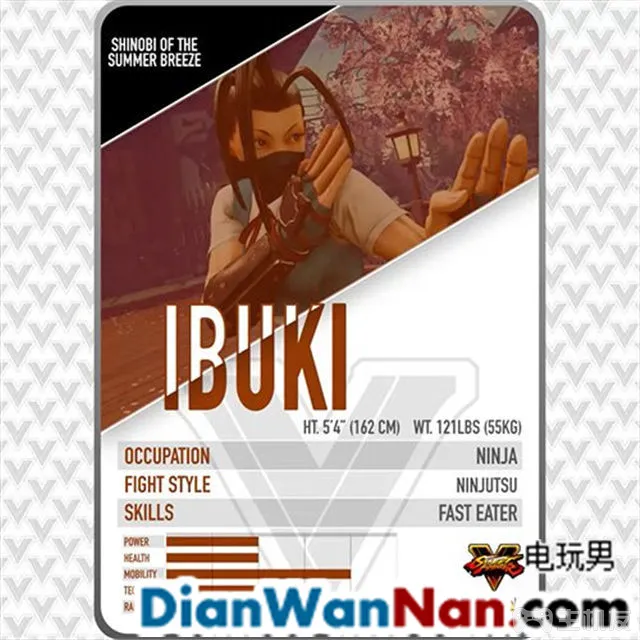 SHINOBI OF THE
SUMMER BREEZE
IBUKI
HT. 5'4" (162 CM) WT. 121LBS (55KG)
OCCUPATION NINJA
FIGHT STYLE NINJUTSU
SKILLS FAST EATER
POWER
HEALTH
MOBILITY
电玩男
DianWanNan.com